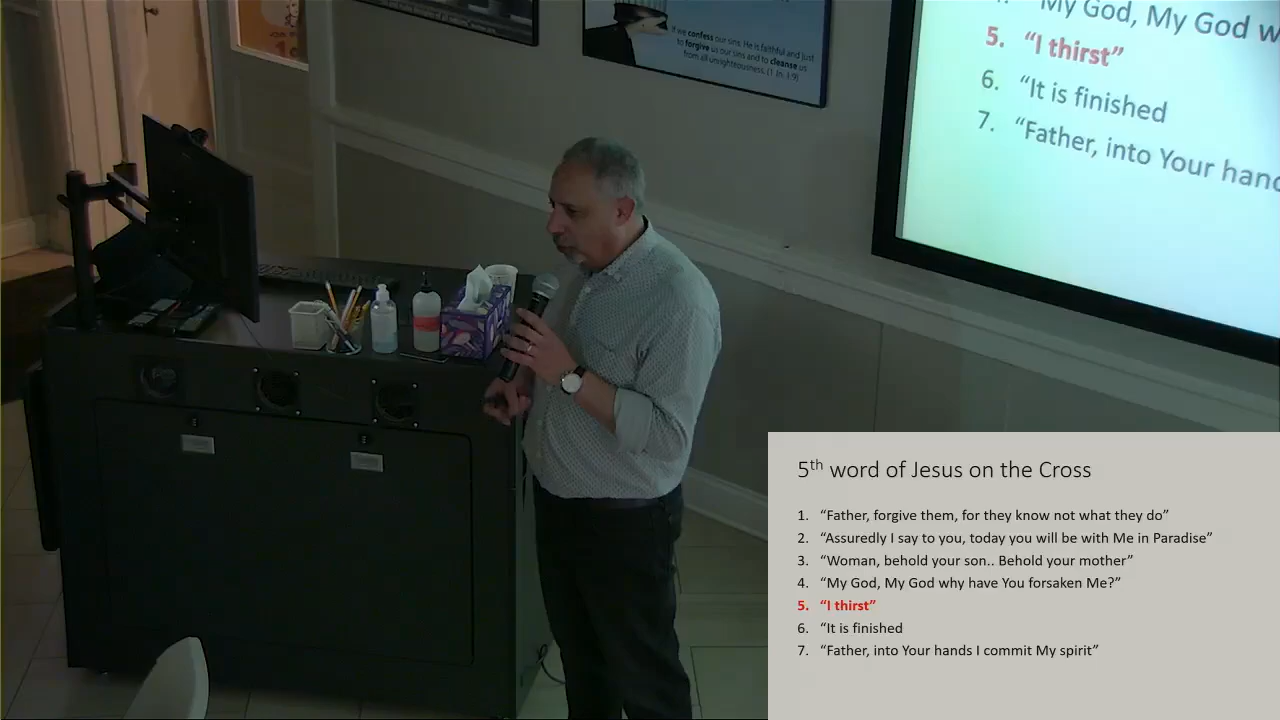 If we confess our sins, He is faithful and just
to forgive us our sins and to cleanse us
from all unrighteousness. (1 Jn. 1:9)
My God, My God w
5. “I thirst”
6. “It is finished
7. “Father, into Your hand
5th word of Jesus on the Cross
1. “Father, forgive them, for they know not what they do”
2. “Assuredly I say to you, today you will be with Me in Paradise”
3. “Woman, behold your son.. Behold your mother”
4. “My God, My God why have You forsaken Me?”
5. “I thirst”
6. “It is finished
7. “Father, into Your hands I commit My spirit”